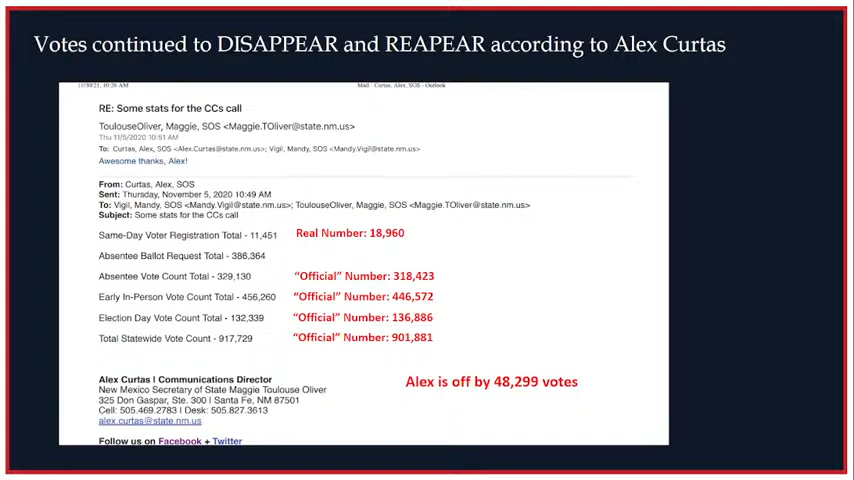 Votes continued to DISAPPEAR and REAPEAR according to Alex Curtas
11/30/21, 10:26 AM Mail - Curtas, Alex, SOS - Outlook
RE: Some stats for the CCs call
ToulouseOliver, Maggie, SOS <Maggie.TOliver@state.nm.us>
Thu 11/5/2020 10:51 AM
To: Curtas, Alex, SOS <Alex.Curtas@state.nm.us>; Vigil, Mandy, SOS <Mandy.Vigil@state.nm.us>
Awesome thanks, Alex!
From: Curtas, Alex, SOS
Sent: Thursday, November 5, 2020 10:49 AM
To: Vigil, Mandy, SOS <Mandy.Vigil@state.nm.us>; ToulouseOliver, Maggie, SOS <Maggie.TOliver@state.nm.us>
Subject: Some stats for the CCs call
Same-Day Voter Registration Total - 11,451 Real Number: 18,960
Absentee Ballot Request Total - 386,364
Absentee Vote Count Total - 329,130 “Official” Number: 318,423
Early In-Person Vote Count Total - 456,260 “Official” Number: 446,572
Election Day Vote Count Total - 132,339 “Official” Number: 136,886
Total Statewide Vote Count - 917,729 “Official” Number: 901,881
Alex is off by 48,299 votes
Alex Curtas I Communications Director
New Mexico Secretary of State Maggie Toulouse Oliver
325 Don Gaspar, Ste. 300 I Santa Fe, NM 87501
Cell: 505.469.2783 I Desk: 505.827.3613
alex.curtas@state.nm.us
Follow us on Facebook + Twitter